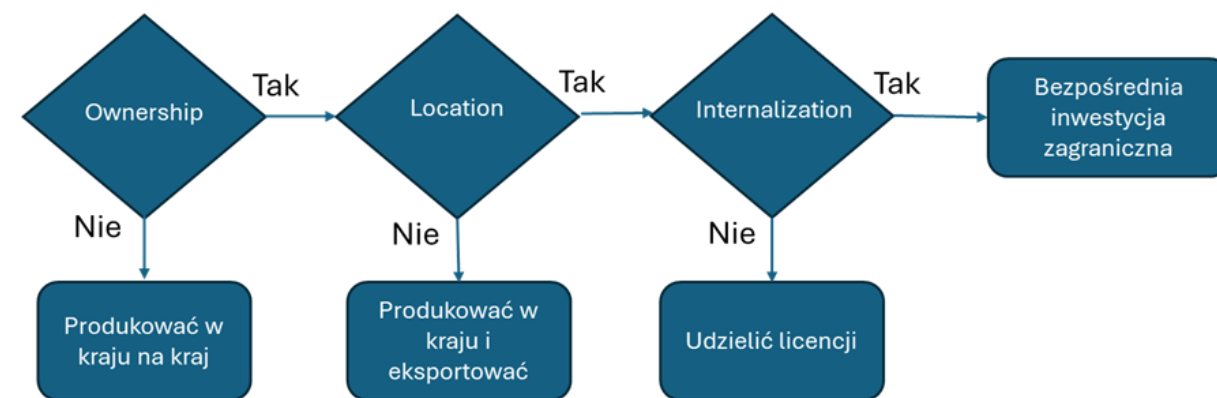 Ownership
Tak
Location
Tak
Internalization
Tak
Bezpośrednia
inwestycja
zagraniczna
Nie
Nie
Nie
Produkować w
kraju na kraj
Produkować w
kraju i
eksportować
Udzielić licencji